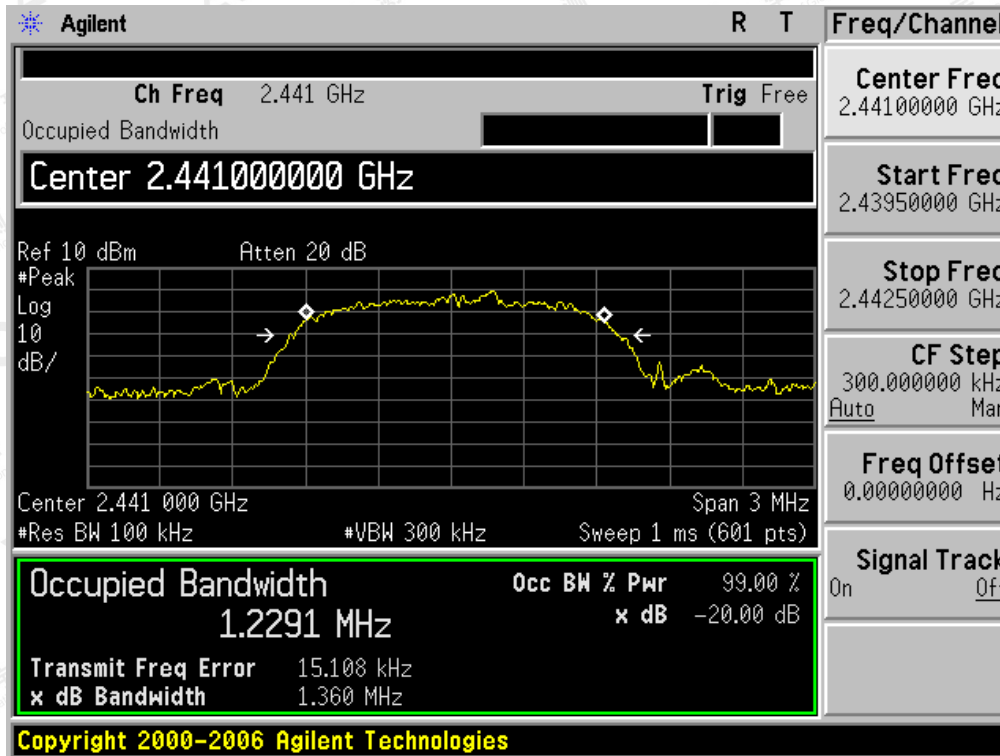 Agilent R T Freq/Channel
Ch Freq 2.441 GHz Trig Free
Occupied Bandwidth
Center 2.441000000 GHz
Ref 10 dBm Atten 20 dB
#Peak
Log
10
dB/
Center 2.441 000 GHz Span 3 MHz
#Res BW 100 kHz #VBW 300 kHz Sweep 1 ms (601 pts)
Occupied Bandwidth
1.2291 MHz
Occ BW % Pwr 99.00 %
x dB -20.00 dB
Transmit Freq Error 15.108 kHz
x dB Bandwidth 1.360 MHz
Center Freq
2.44100000 GHz
Start Freq
2.43950000 GHz
Stop Freq
2.44250000 GHz
CF Step
300.000000 kHz
Auto Man
Freq Offset
0.00000000 Hz
Signal Track
On Off
Copyright 2000-2006 Agilent Technologies